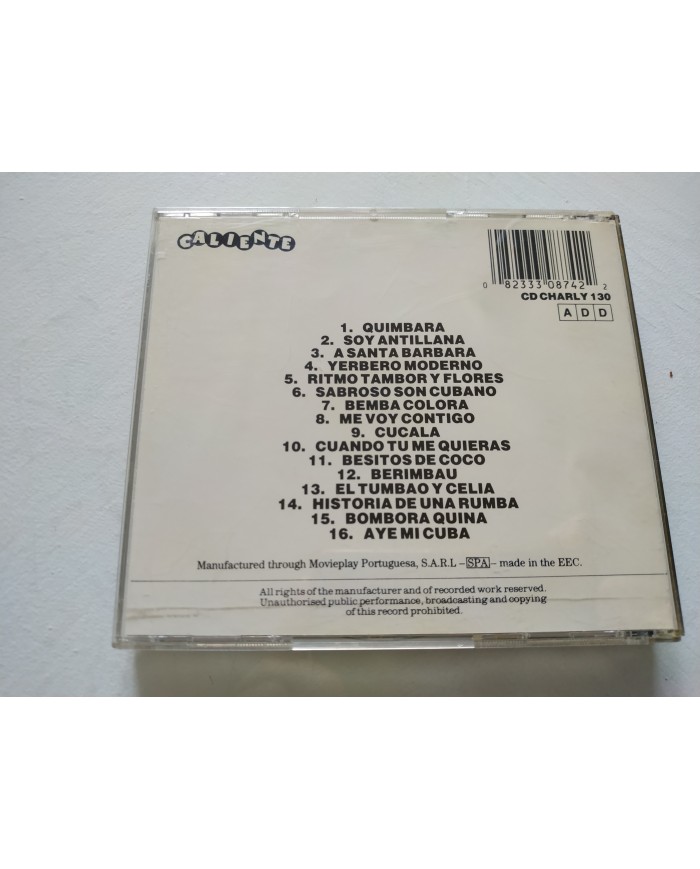 CALIENTE
0 82333 08742 2
CD CHARLY 130
A D D
1. QUIMBARA
2. SOY ANTILLANA
3. A SANTA BARBARA
4. YERBERO MODERNO
5. RITMO TAMBOR Y FLORES
6. SABROSO SON CUBANO
7. BEMBA COLORA
8. ME VOY CONTIGO
9. CUCALA
10. CUANDO TU ME QUIERAS
11. BESITOS DE COCO
12. BERIMBAU
13. EL TUMBAO Y CELIA
14. HISTORIA DE UNA RUMBA
15. BOMBORA QUINA
16. AYE MI CUBA
Manufactured through Movieplay Portuguesa, S.A.R.L – SPA – made in the EEC.
All rights of the manufacturer and of recorded work reserved.
Unauthorised public performance, broadcasting and copying
of this record prohibited.